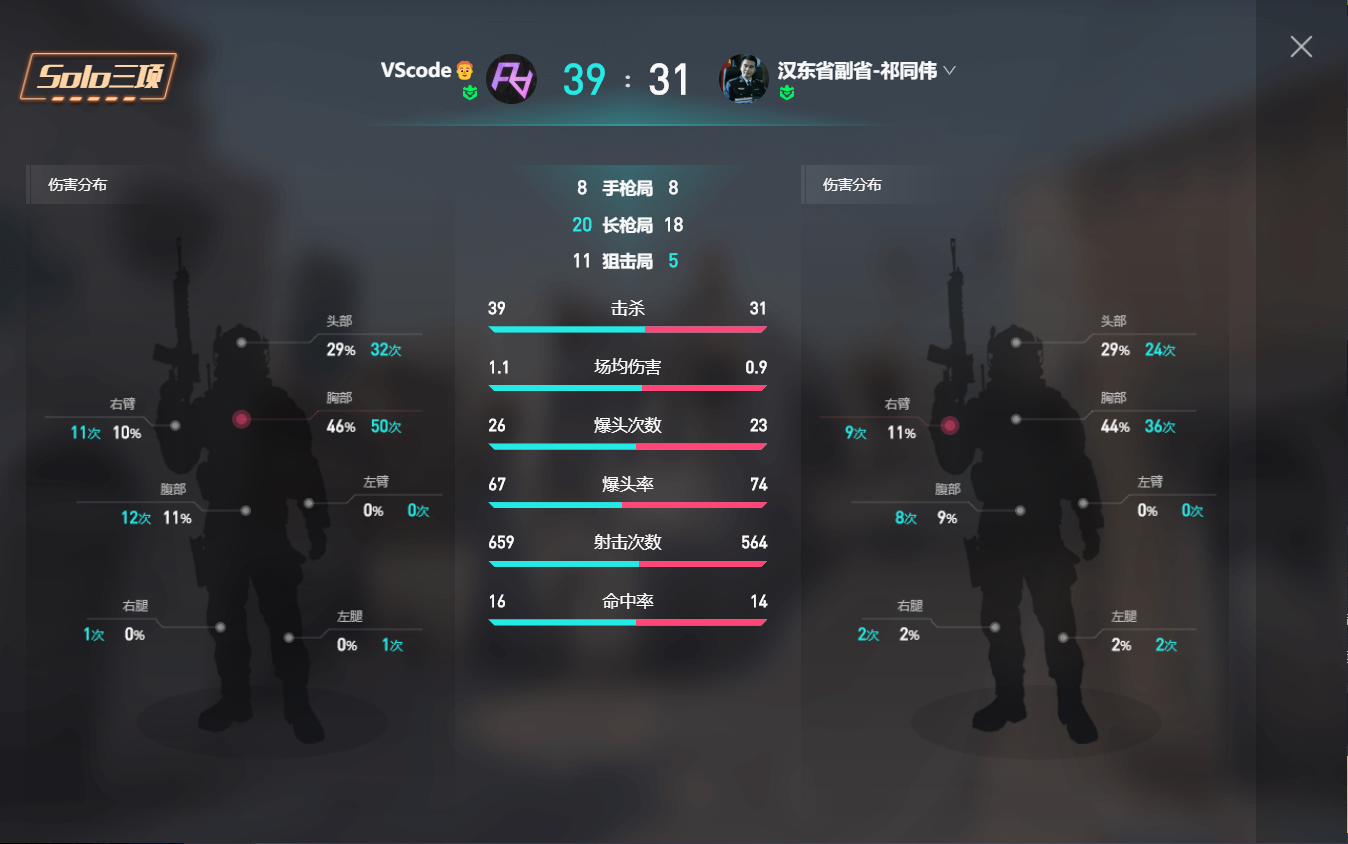 Solo三项
VScode 39 : 31 汉东省副省-祁同伟
伤害分布
8 手枪局 8
20 长枪局 18
11 狙击局 5
39 击杀 31
1.1 场均伤害 0.9
26 爆头次数 23
67 爆头率 74
659 射击次数 564
16 命中率 14
头部
29% 32次
右臂
11次 10%
胸部
46% 50次
腹部
12次 11%
左臂
0% 0次
右腿
1次 0%
左腿
0% 1次
伤害分布
头部
29% 24次
右臂
9次 11%
胸部
44% 36次
腹部
8次 9%
左臂
0% 0次
右腿
2次 2%
左腿
2% 2次